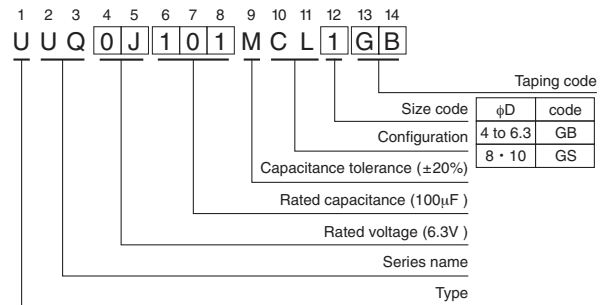 1 2 3 4 5 6 7 8 9 10 11 12 13 14
U U Q 0 J 1 0 1 M C L 1 G B
Taping code
Size code
φD code
4 to 6.3 GB
8・10 GS
Configuration
Capacitance tolerance (±20%)
Rated capacitance (100μF )
Rated voltage (6.3V )
Series name
Type